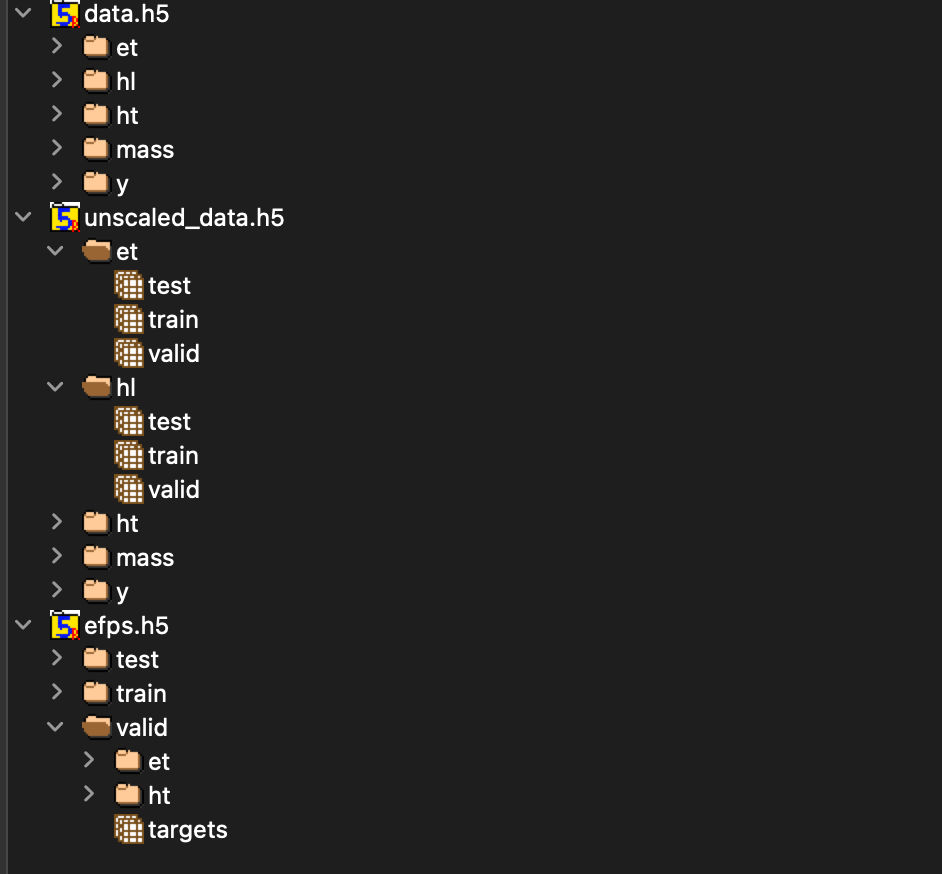 data.h5
et
hl
ht
mass
y
unscaled_data.h5
et
test
train
valid
hl
test
train
valid
ht
mass
y
efps.h5
test
train
valid
et
ht
targets